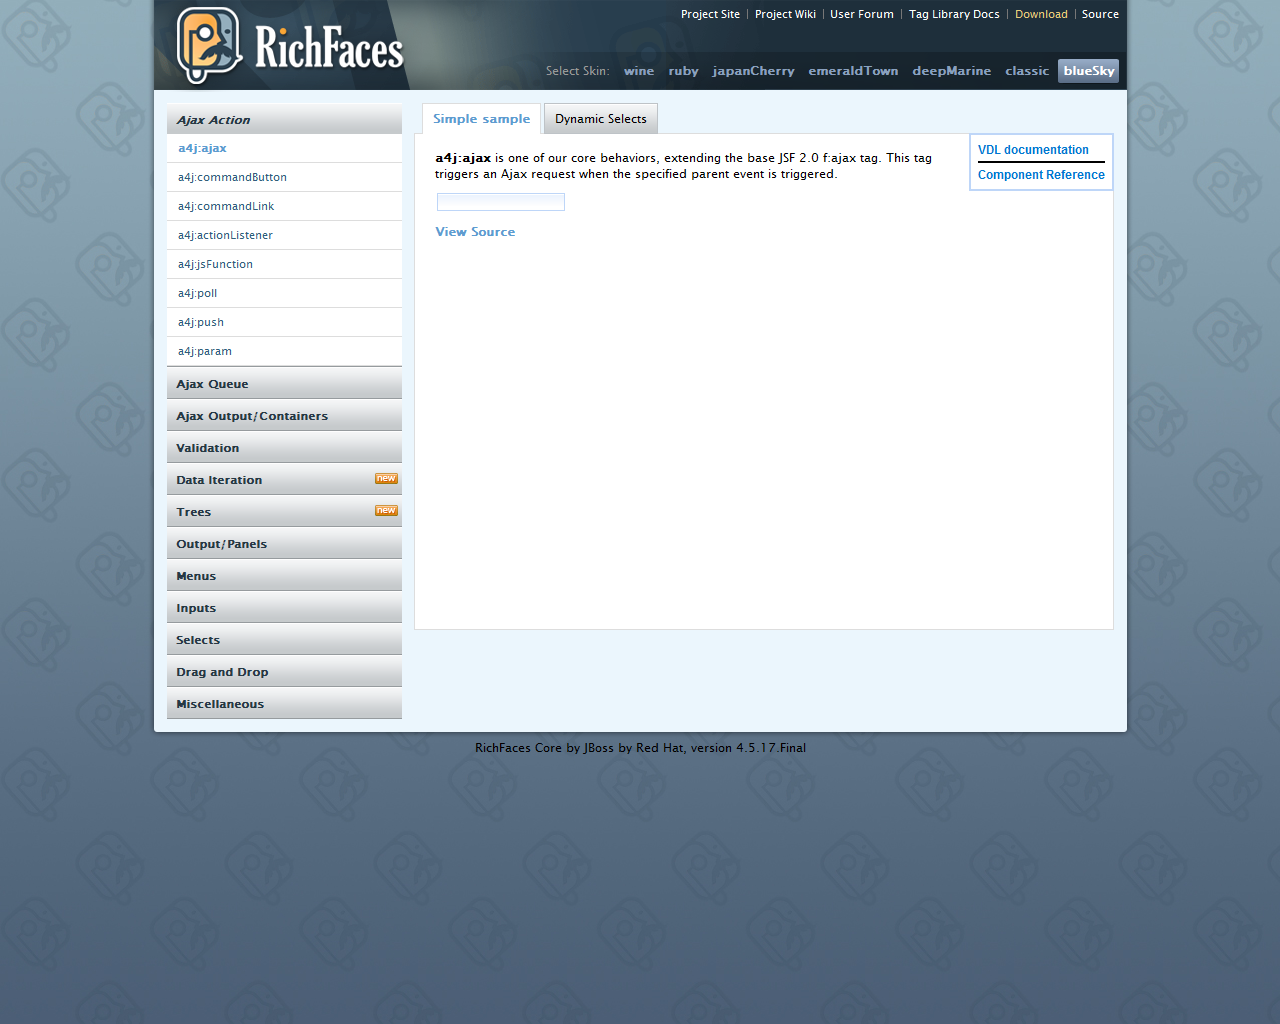 Project Site
Project Wiki
User Forum
Tag Library Docs
Download
Source
RichFaces
Select Skin:
wine
ruby
japanCherry
emeraldTown
deepMarine
classic
blueSky
Ajax Action
a4j:ajax
a4j:commandButton
a4j:commandLink
a4j:actionListener
a4j:jsFunction
a4j:poll
a4j:push
a4j:param
Ajax Queue
Ajax Output/Containers
Validation
Data Iteration
new
Trees
new
Output/Panels
Menus
Inputs
Selects
Drag and Drop
Miscellaneous
Simple sample
Dynamic Selects
a4j:ajax is one of our core behaviors, extending the base JSF 2.0 f:ajax tag. This tag
triggers an Ajax request when the specified parent event is triggered.
VDL documentation
Component Reference
View Source
RichFaces Core by JBoss by Red Hat, version 4.5.17.Final